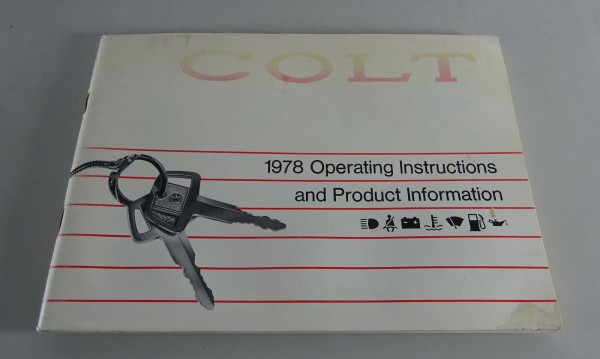 COLT
1978 Operating Instructions
and Product Information